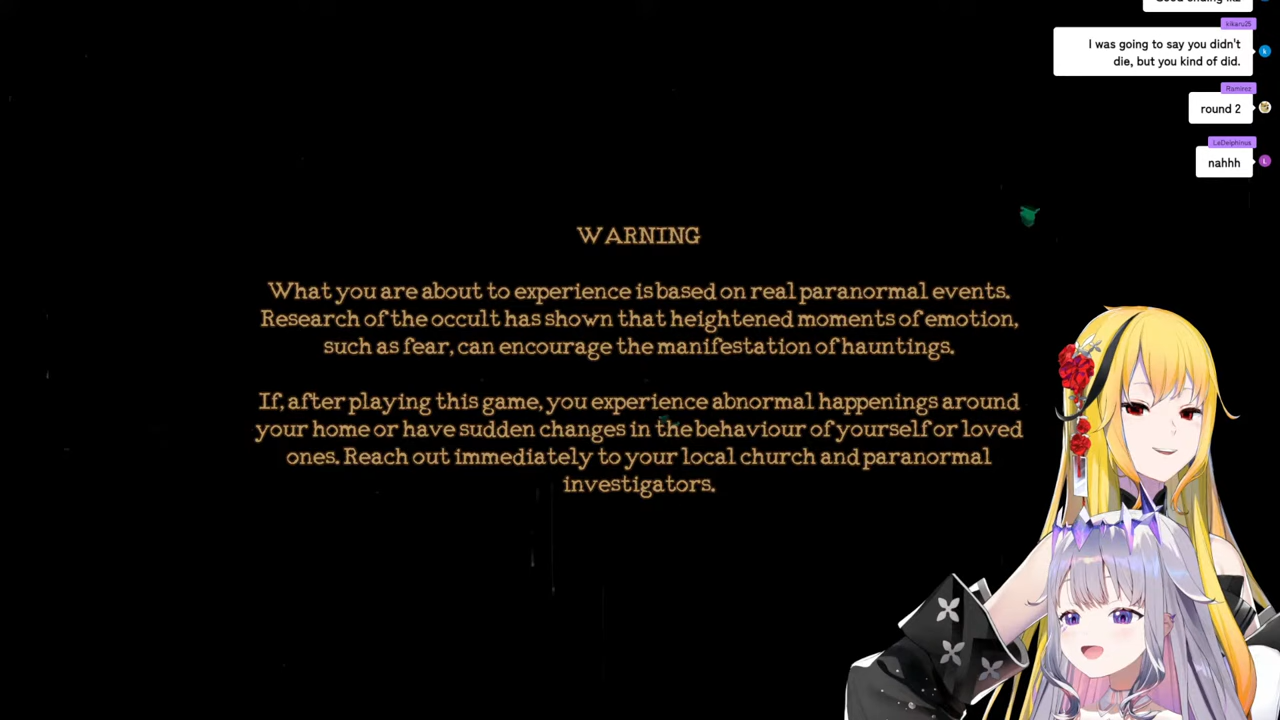 kikaru25
I was going to say you didn't
die, but you kind of did.
Raminiz
round 2
LaDelphinus
nahhh
WARNING
What you are about to experience is based on real paranormal events.
Research of the occult has shown that heightened moments of emotion,
such as fear, can encourage the manifestation of hauntings.
If, after playing this game, you experience abnormal happenings around
your home or have sudden changes in the behaviour of yourself or loved
ones. Reach out immediately to your local church and paranormal
investigators.